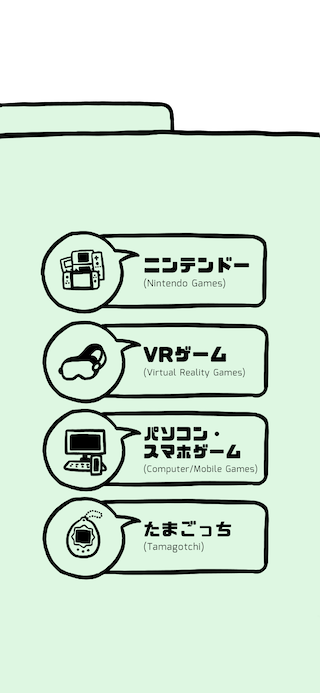 ニンテンドー
(Nintendo Games)
VRゲーム
(Virtual Reality Games)
パソコン・
スマホゲーム
(Computer/Mobile Games)
たまごっち
(Tamagotchi)